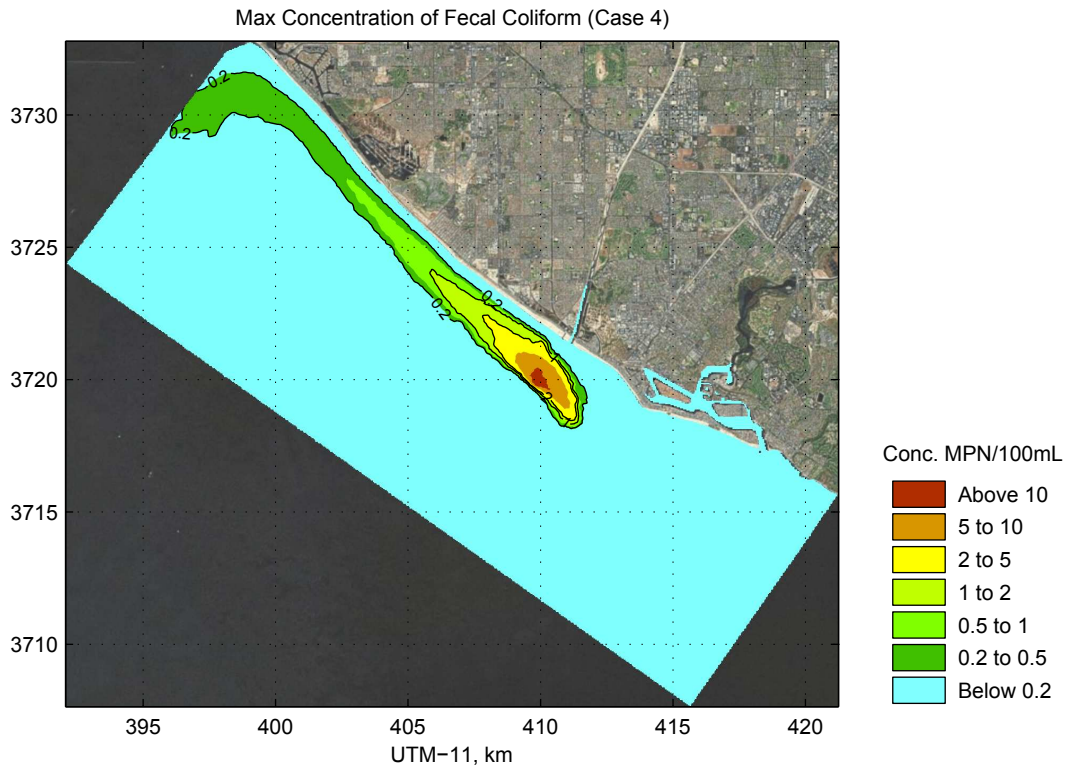 Max Concentration of Fecal Coliform (Case 4)
3730
3725
3720
3715
3710
395
400
405
410
415
420
UTM−11, km
0.2
0.2
0.2
0.2
Conc. MPN/100mL
Above 10
5 to 10
2 to 5
1 to 2
0.5 to 1
0.2 to 0.5
Below 0.2